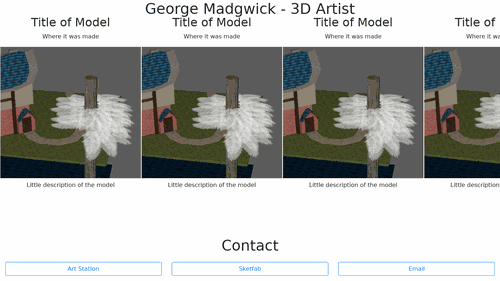 George Madgwick - 3D Artist
Title of Model
Title of Model
Title of Model
Title of
Where it was made
Where it was made
Where it was made
Where it
Little description of the model
Little description of the model
Little description of the model
Little description
Contact
Art Station
Sketfab
Email